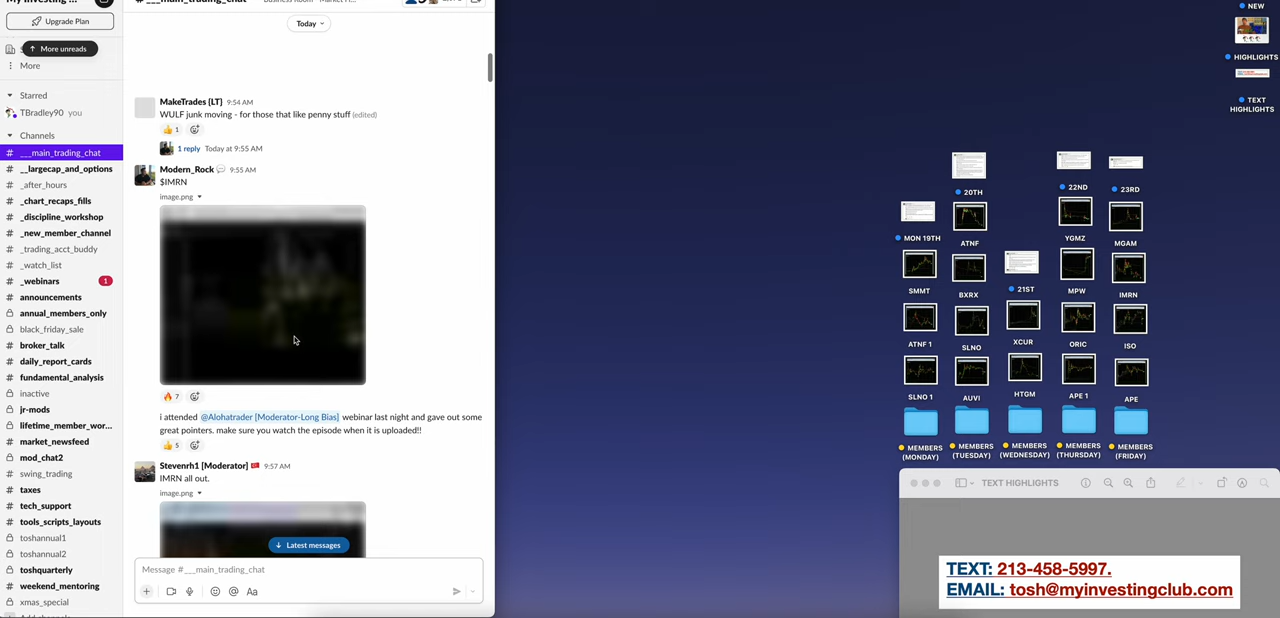 My Investing ...
Upgrade Plan
More unreads
More
Starred
TBradley90 you
Channels
# ___main_trading_chat
# __largecap_and_options
# _after_hours
# _chart_recaps_fills
# _discipline_workshop
# _new_member_channel
# _trading_acct_buddy
# _watch_list
# _webinars 1
# announcements
annual_members_only
black_friday_sale
# broker_talk
# daily_report_cards
# fundamental_analysis
inactive
# jr-mods
lifetime_member_wor...
# market_newsfeed
mod_chat2
# swing_trading
# taxes
# tech_support
# tools_scripts_layouts
toshannual1
toshannual2
toshquarterly
# weekend_mentoring
xmas_special
Add channels
# ___main_trading_chat
Today
MakeTrades {LT} 9:54 AM
WULF junk moving - for those that like penny stuff (edited)
1
1 reply Today at 9:55 AM
Modern_Rock 9:55 AM
$IMRN
image.png
7
i attended @Alohatrader [Moderator-Long Bias] webinar last night and gave out some
great pointers. make sure you watch the episode when it is uploaded!!
5
Stevenrh1 [Moderator] 9:57 AM
IMRN all out.
image.png
Latest messages
Message #___main_trading_chat
Aa
NEW
HIGHLIGHTS
TEXT
HIGHLIGHTS
20TH
22ND
23RD
MON 19TH
ATNF
YGMZ
MGAM
SMMT
BXRX
21ST
MPW
IMRN
ATNF 1
SLNO
XCUR
ORIC
ISO
SLNO 1
AUVI
HTGM
APE 1
APE
MEMBERS
(MONDAY)
MEMBERS
(TUESDAY)
MEMBERS
(WEDNESDAY)
MEMBERS
(THURSDAY)
MEMBERS
(FRIDAY)
TEXT HIGHLIGHTS
TEXT: 213-458-5997.
EMAIL: tosh@myinvestingclub.com